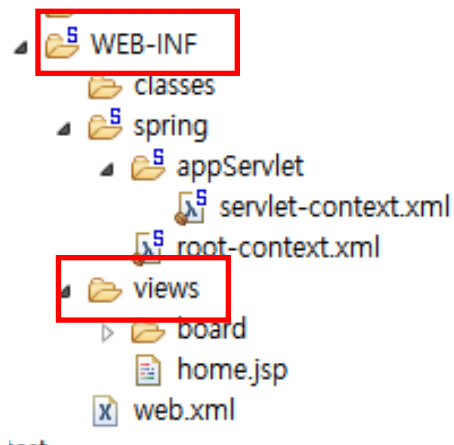 WEB-INF
classes
spring
appServlet
servlet-context.xml
root-context.xml
views
board
home.jsp
web.xml